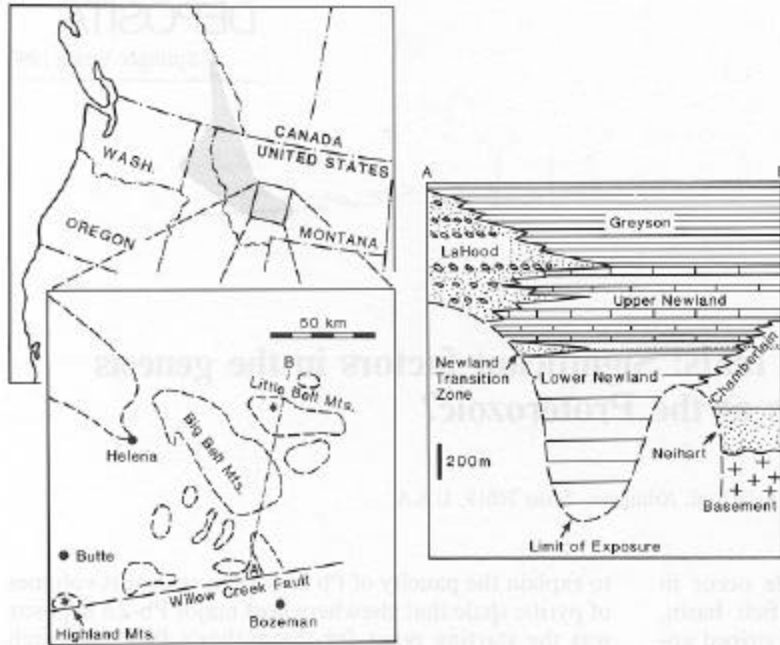 CANADA
UNITED STATES
WASH.
OREGON
MONTANA
50 km
B
Little Belt Mts.
Big Belt Mts.
Helena
Butte
A
Willow Creek Fault
Highland Mts.
Bozeman
A
Greyson
LaHood
Upper Newland
Newland
Transition
Zone
Lower Newland
Chamberlain
Neihart
200m
Basement
Limit of Exposure